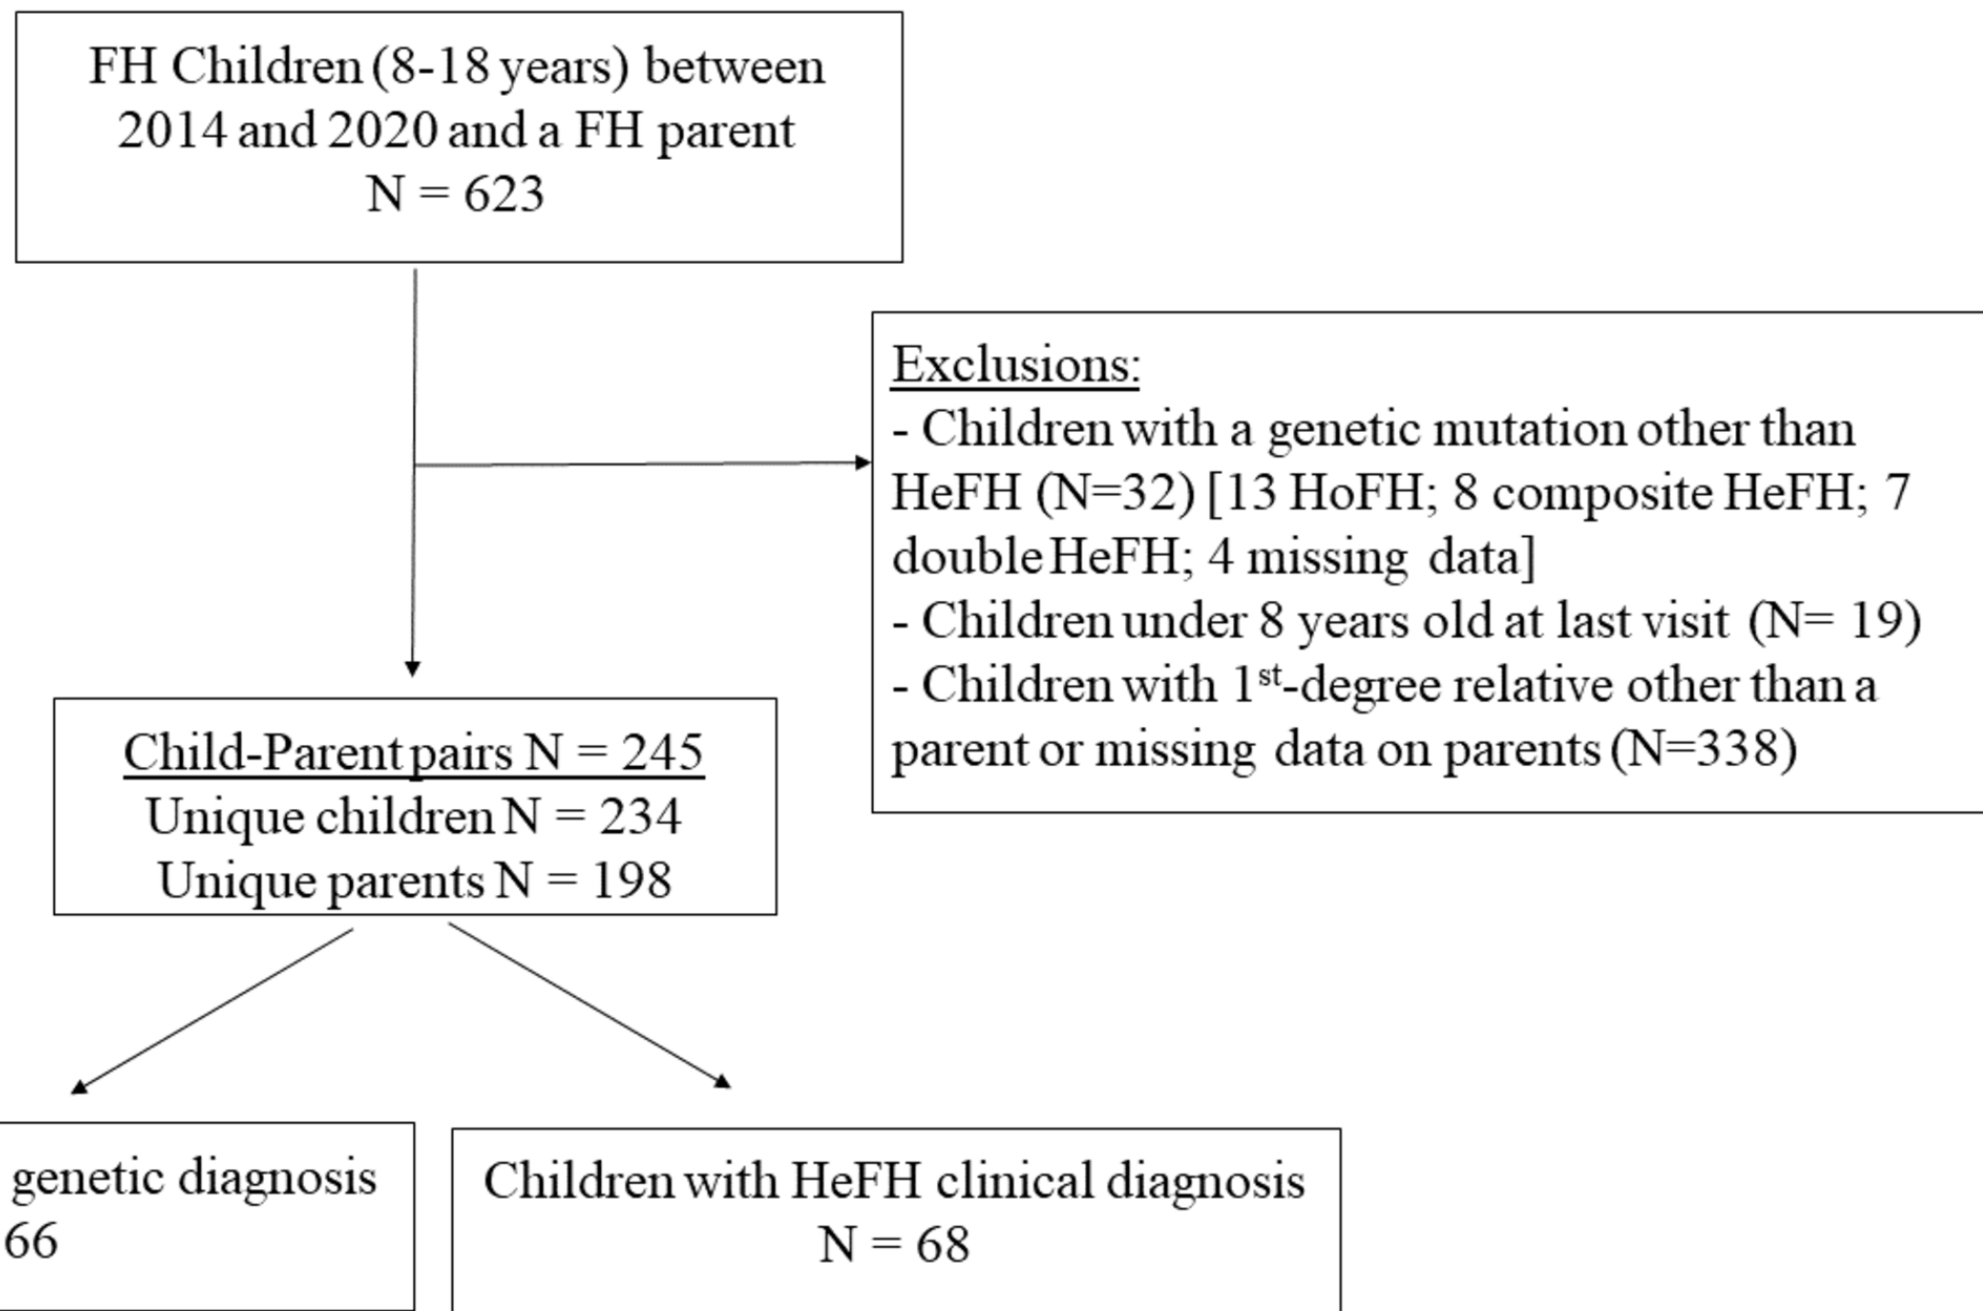 FH Children (8-18 years) between
2014 and 2020 and a FH parent
N = 623
Exclusions:
- Children with a genetic mutation other than
HeFH (N=32) [13 HoFH; 8 composite HeFH; 7
double HeFH; 4 missing data]
- Children under 8 years old at last visit (N= 19)
- Children with 1st-degree relative other than a
parent or missing data on parents (N=338)
Child-Parent pairs N = 245
Unique children N = 234
Unique parents N = 198
genetic diagnosis
66
Children with HeFH clinical diagnosis
N = 68